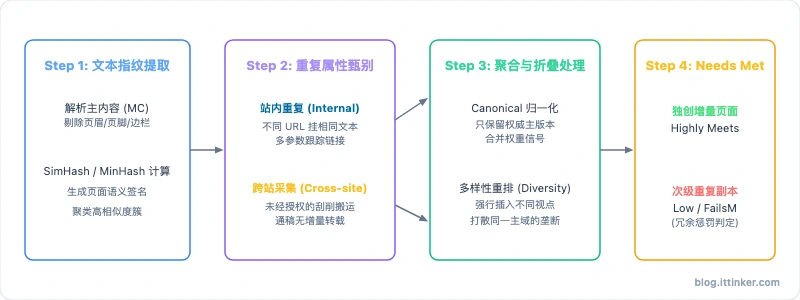 Step 1: 文本指纹提取
解析主内容 (MC)
剔除页眉/页脚/边栏
SimHash / MinHash 计算
生成页面语义签名
聚类高相似度簇
Step 2: 重复属性甄别
站内重复 (Internal)
不同 URL 挂相同文本
多参数跟踪链接
跨站采集 (Cross-site)
未经授权的刮削搬运
通稿无增量转载
Step 3: 聚合与折叠处理
Canonical 归一化
只保留权威主版本
合并权重信号
多样性重排 (Diversity)
强行插入不同视点
打散同一主域的垄断
Step 4: Needs Met
独创增量页面
Highly Meets
次级重复副本
Low / FailsM
(冗余惩罚判定)
blog.ittinker.com